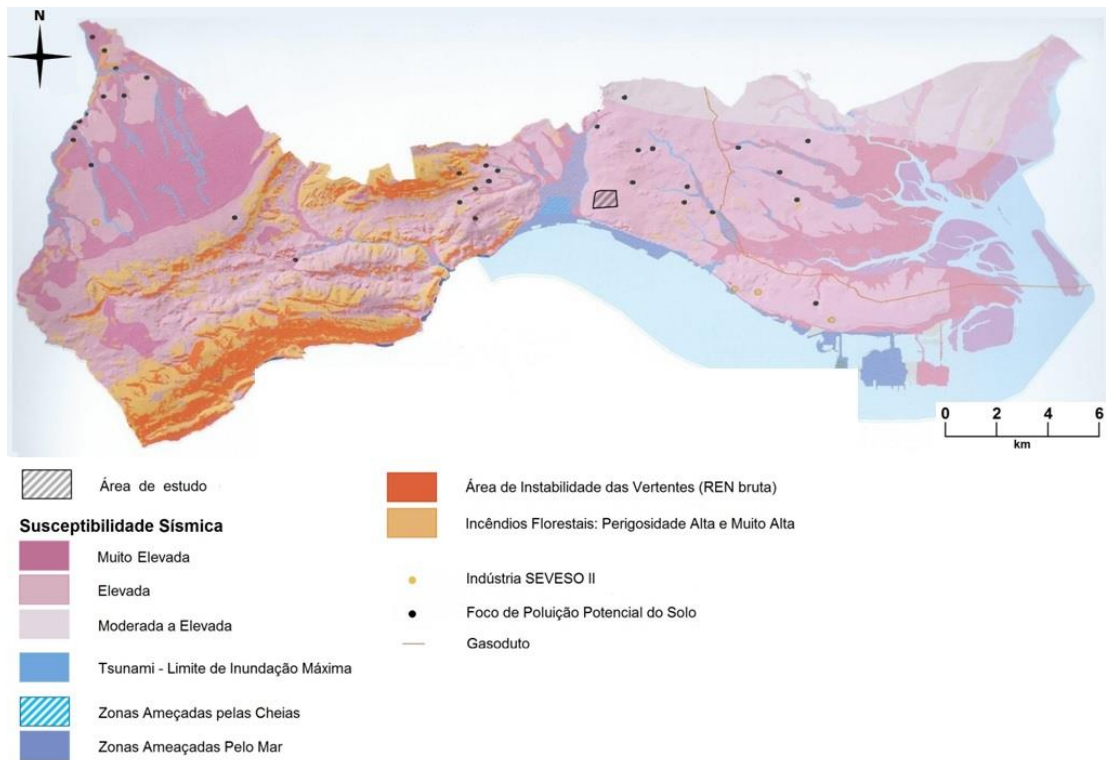 N
0 2 4 6
km
Área de estudo
Susceptibilidade Sísmica
Muito Elevada
Elevada
Moderada a Elevada
Tsunami - Limite de Inundação Máxima
Zonas Ameçadas pelas Cheias
Zonas Ameaçadas Pelo Mar
Área de Instabilidade das Vertentes (REN bruta)
Incêndios Florestais: Perigosidade Alta e Muito Alta
Indústria SEVESO II
Foco de Poluição Potencial do Solo
Gasoduto